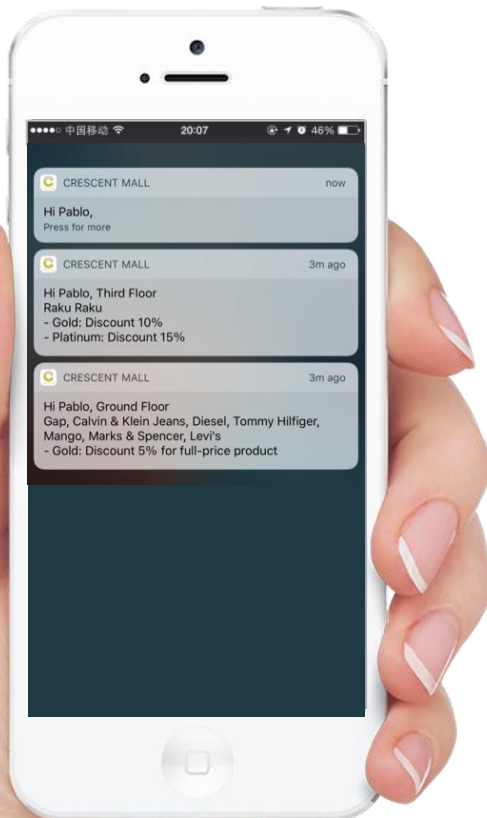 中国移动 20:07 46%
C CRESCENT MALL now
Hi Pablo,
Press for more
C CRESCENT MALL 3m ago
Hi Pablo, Third Floor
Raku Raku
- Gold: Discount 10%
- Platinum: Discount 15%
C CRESCENT MALL 3m ago
Hi Pablo, Ground Floor
Gap, Calvin & Klein Jeans, Diesel, Tommy Hilfiger,
Mango, Marks & Spencer, Levi's
- Gold: Discount 5% for full-price product